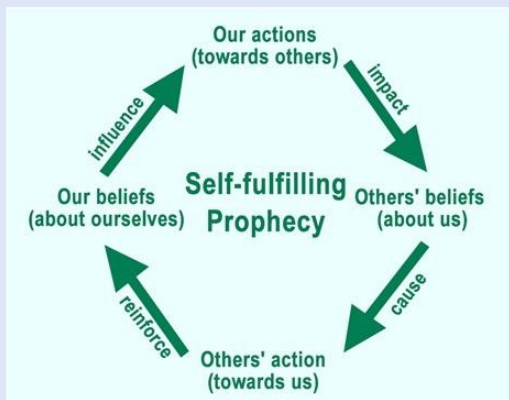 Our actions
(towards others)
impact
Others' beliefs
(about us)
cause
Others' action
(towards us)
reinforce
Our beliefs
(about ourselves)
influence
Self-fulfilling
Prophecy